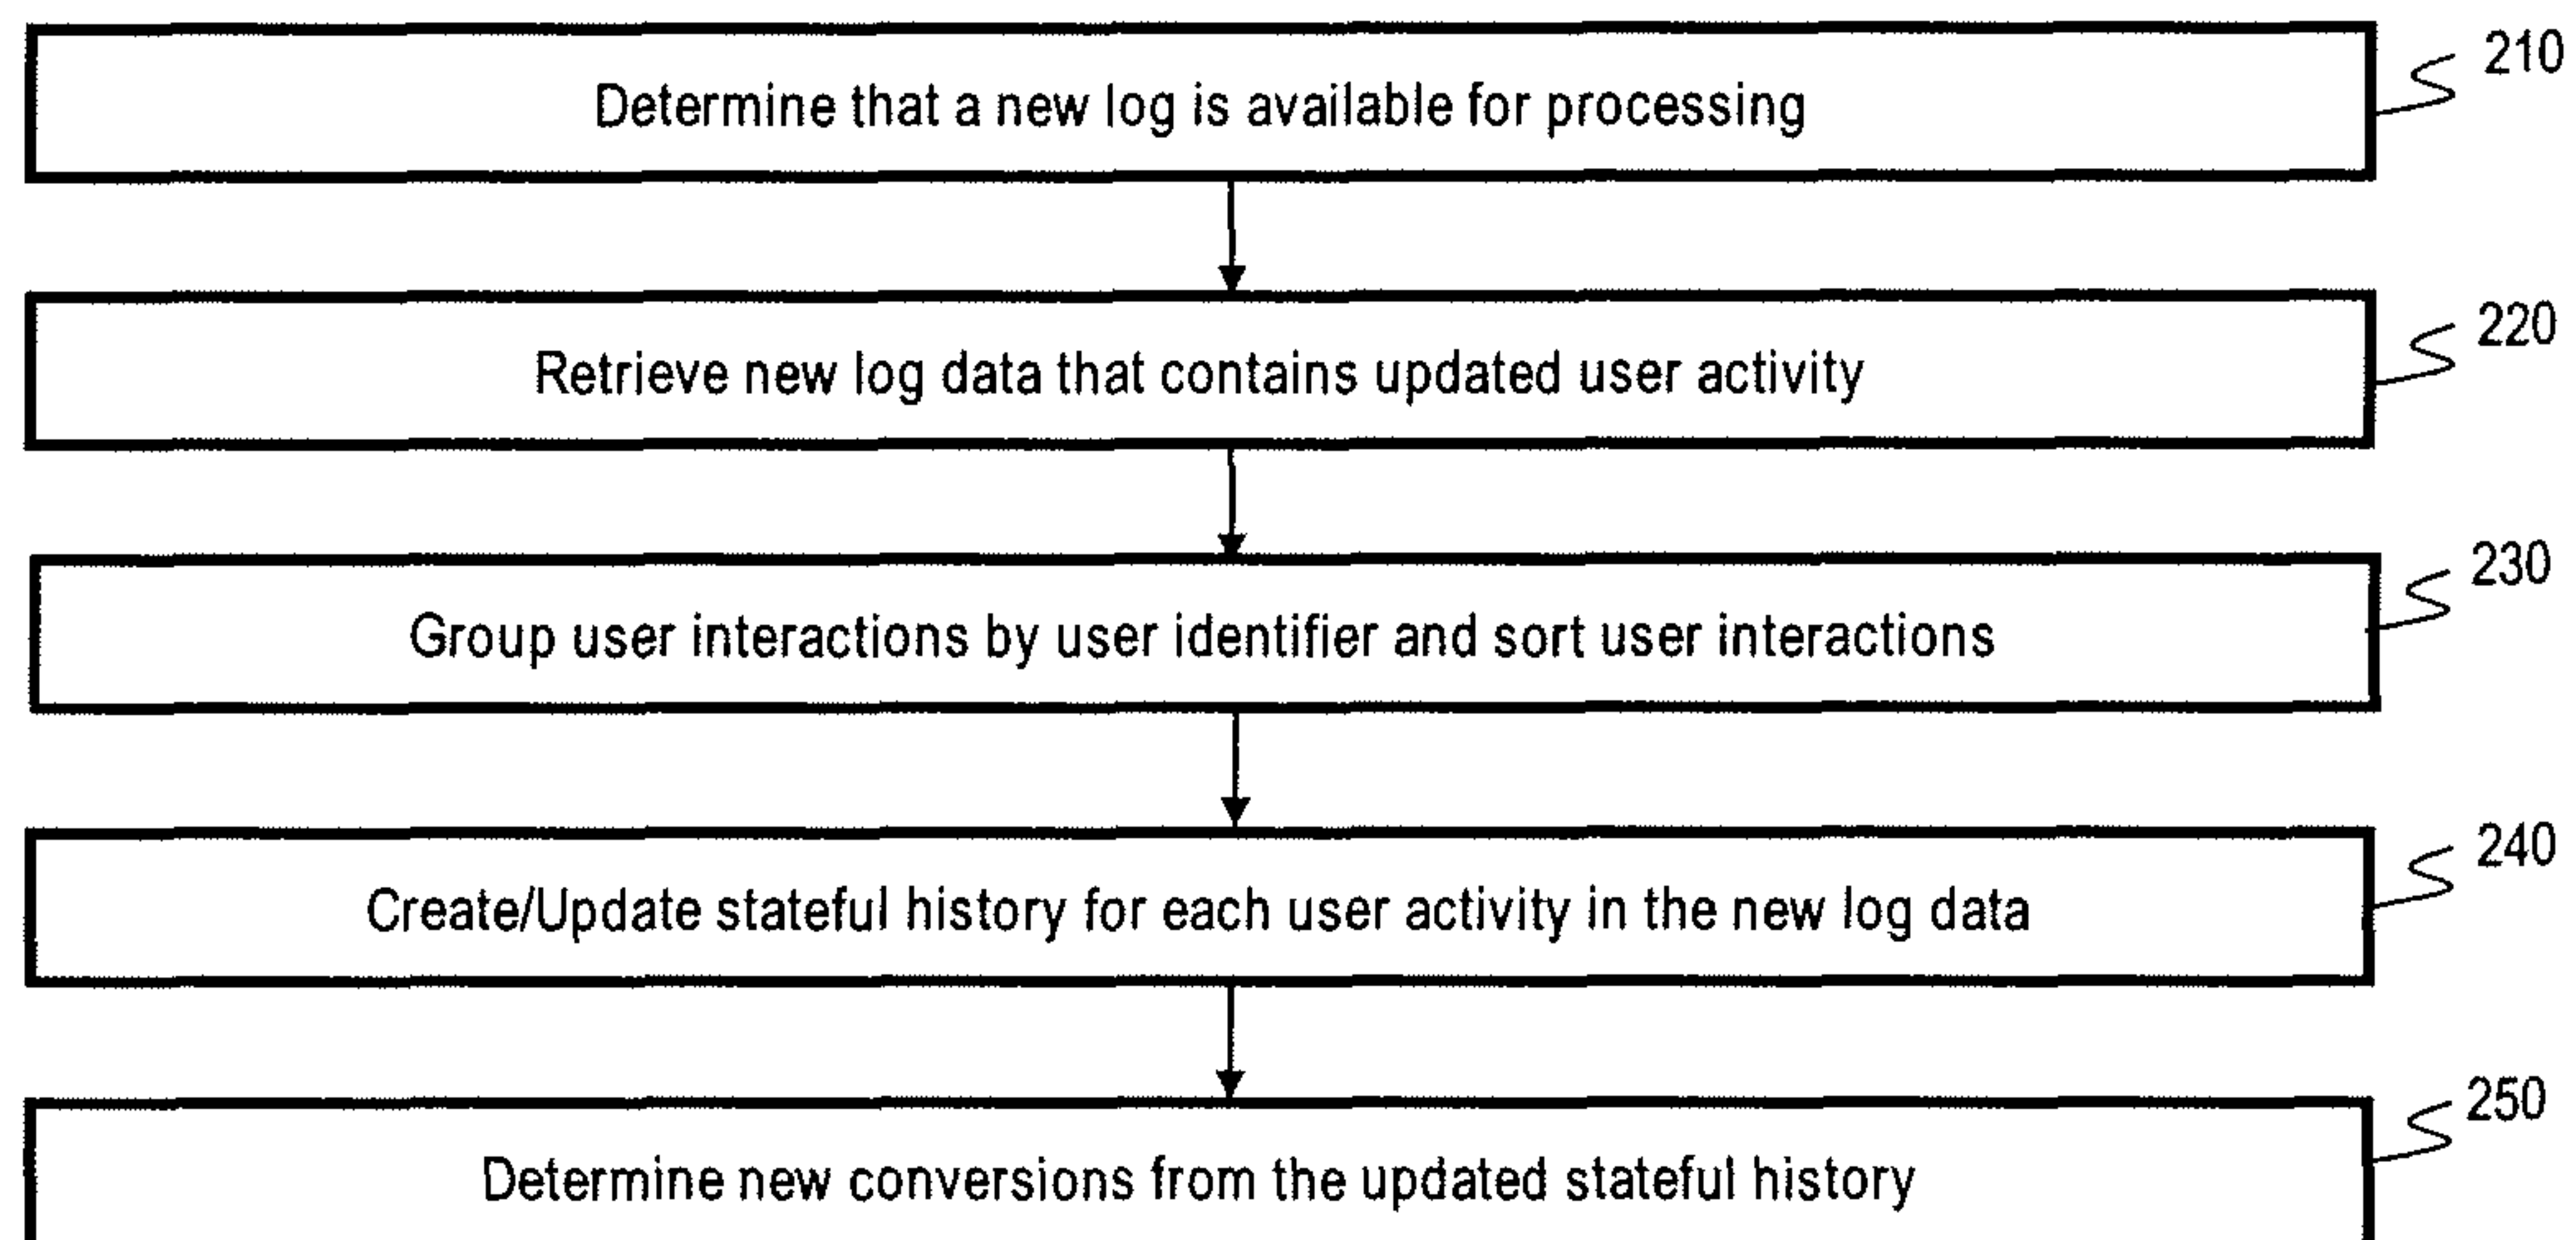 210
Determine that a new log is available for processing
220
Retrieve new log data that contains updated user activity
230
Group user interactions by user identifier and sort user interactions
240
Create/Update stateful history for each user activity in the new log data
250
Determine new conversions from the updated stateful history